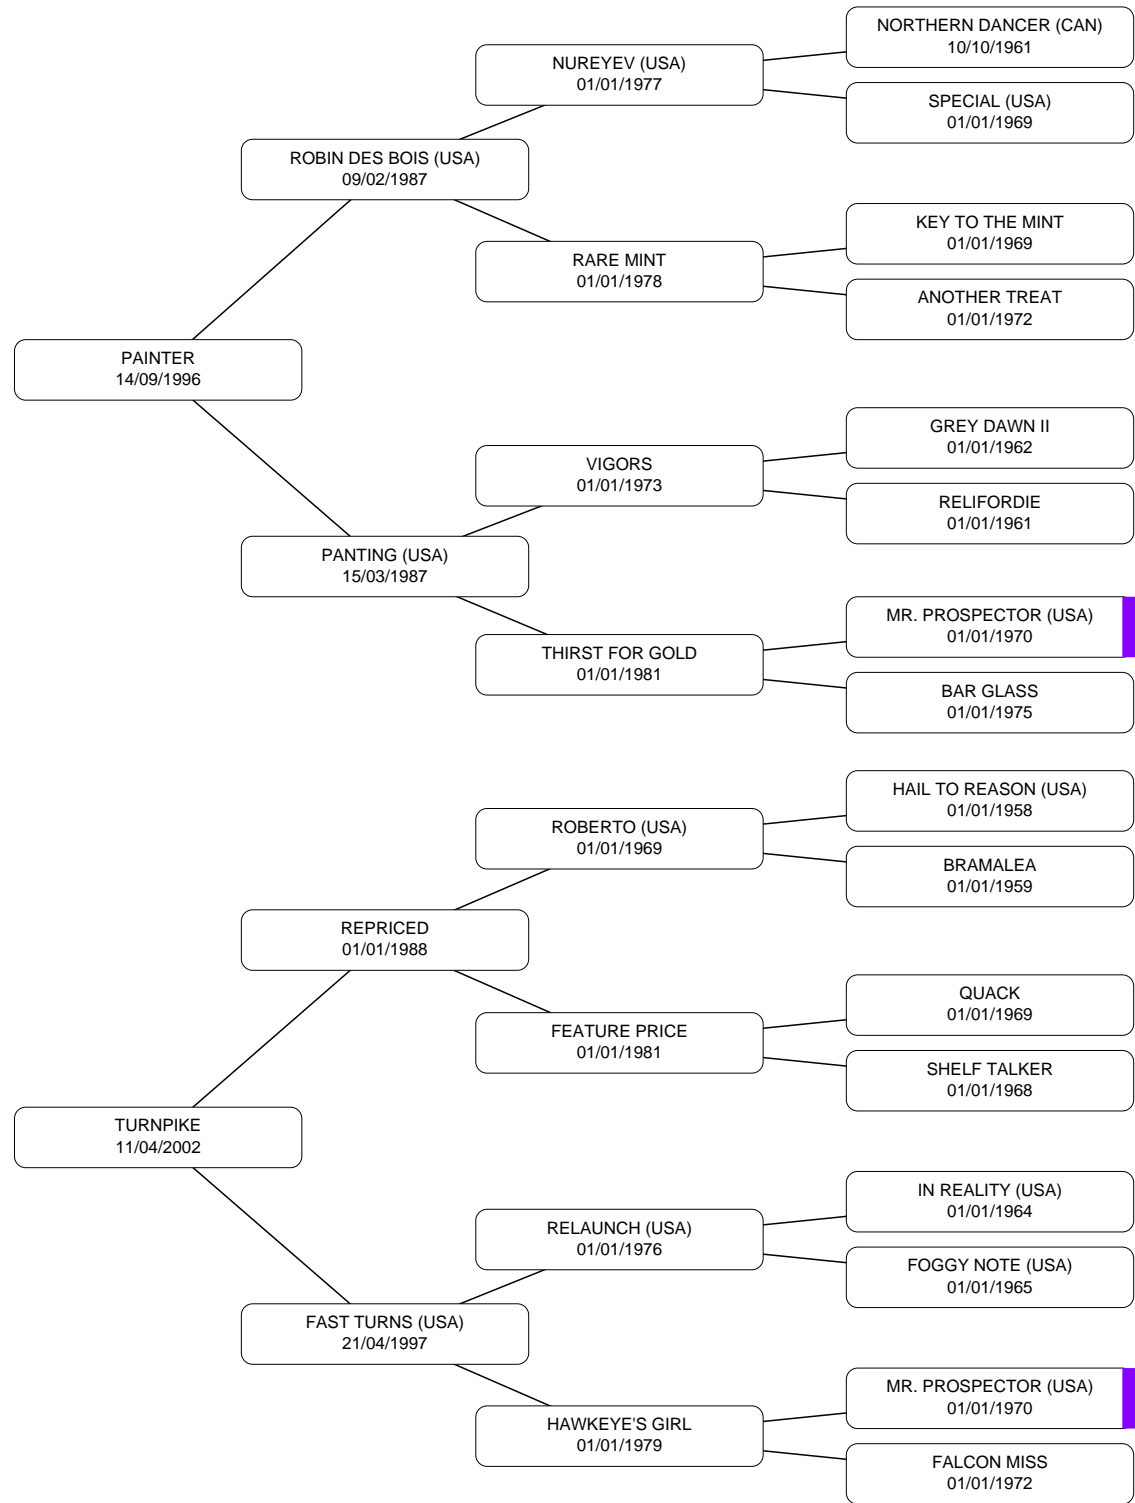 NORTHERN DANCER (CAN)
10/10/1961
NUREYEV (USA)
01/01/1977
SPECIAL (USA)
01/01/1969
ROBIN DES BOIS (USA)
09/02/1987
KEY TO THE MINT
01/01/1969
RARE MINT
01/01/1978
ANOTHER TREAT
01/01/1972
PAINTER
14/09/1996
GREY DAWN II
01/01/1962
VIGORS
01/01/1973
RELIFORDIE
01/01/1961
PANTING (USA)
15/03/1987
MR. PROSPECTOR (USA)
01/01/1970
THIRST FOR GOLD
01/01/1981
BAR GLASS
01/01/1975
HAIL TO REASON (USA)
01/01/1958
ROBERTO (USA)
01/01/1969
BRAMALEA
01/01/1959
REPRICED
01/01/1988
QUACK
01/01/1969
FEATURE PRICE
01/01/1981
SHELF TALKER
01/01/1968
TURNPIKE
11/04/2002
IN REALITY (USA)
01/01/1964
RELAUNCH (USA)
01/01/1976
FOGGY NOTE (USA)
01/01/1965
FAST TURNS (USA)
21/04/1997
MR. PROSPECTOR (USA)
01/01/1970
HAWKEYE'S GIRL
01/01/1979
FALCON MISS
01/01/1972